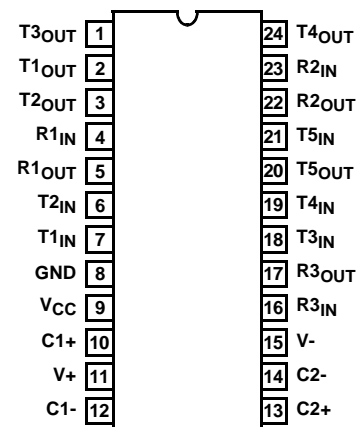 T3OUT 1 24 T4OUT
T1OUT 2 23 R2IN
T2OUT 3 22 R2OUT
R1IN 4 21 T5IN
R1OUT 5 20 T5OUT
T2IN 6 19 T4IN
T1IN 7 18 T3IN
GND 8 17 R3OUT
VCC 9 16 R3IN
C1+ 10 15 V-
V+ 11 14 C2-
C1- 12 13 C2+